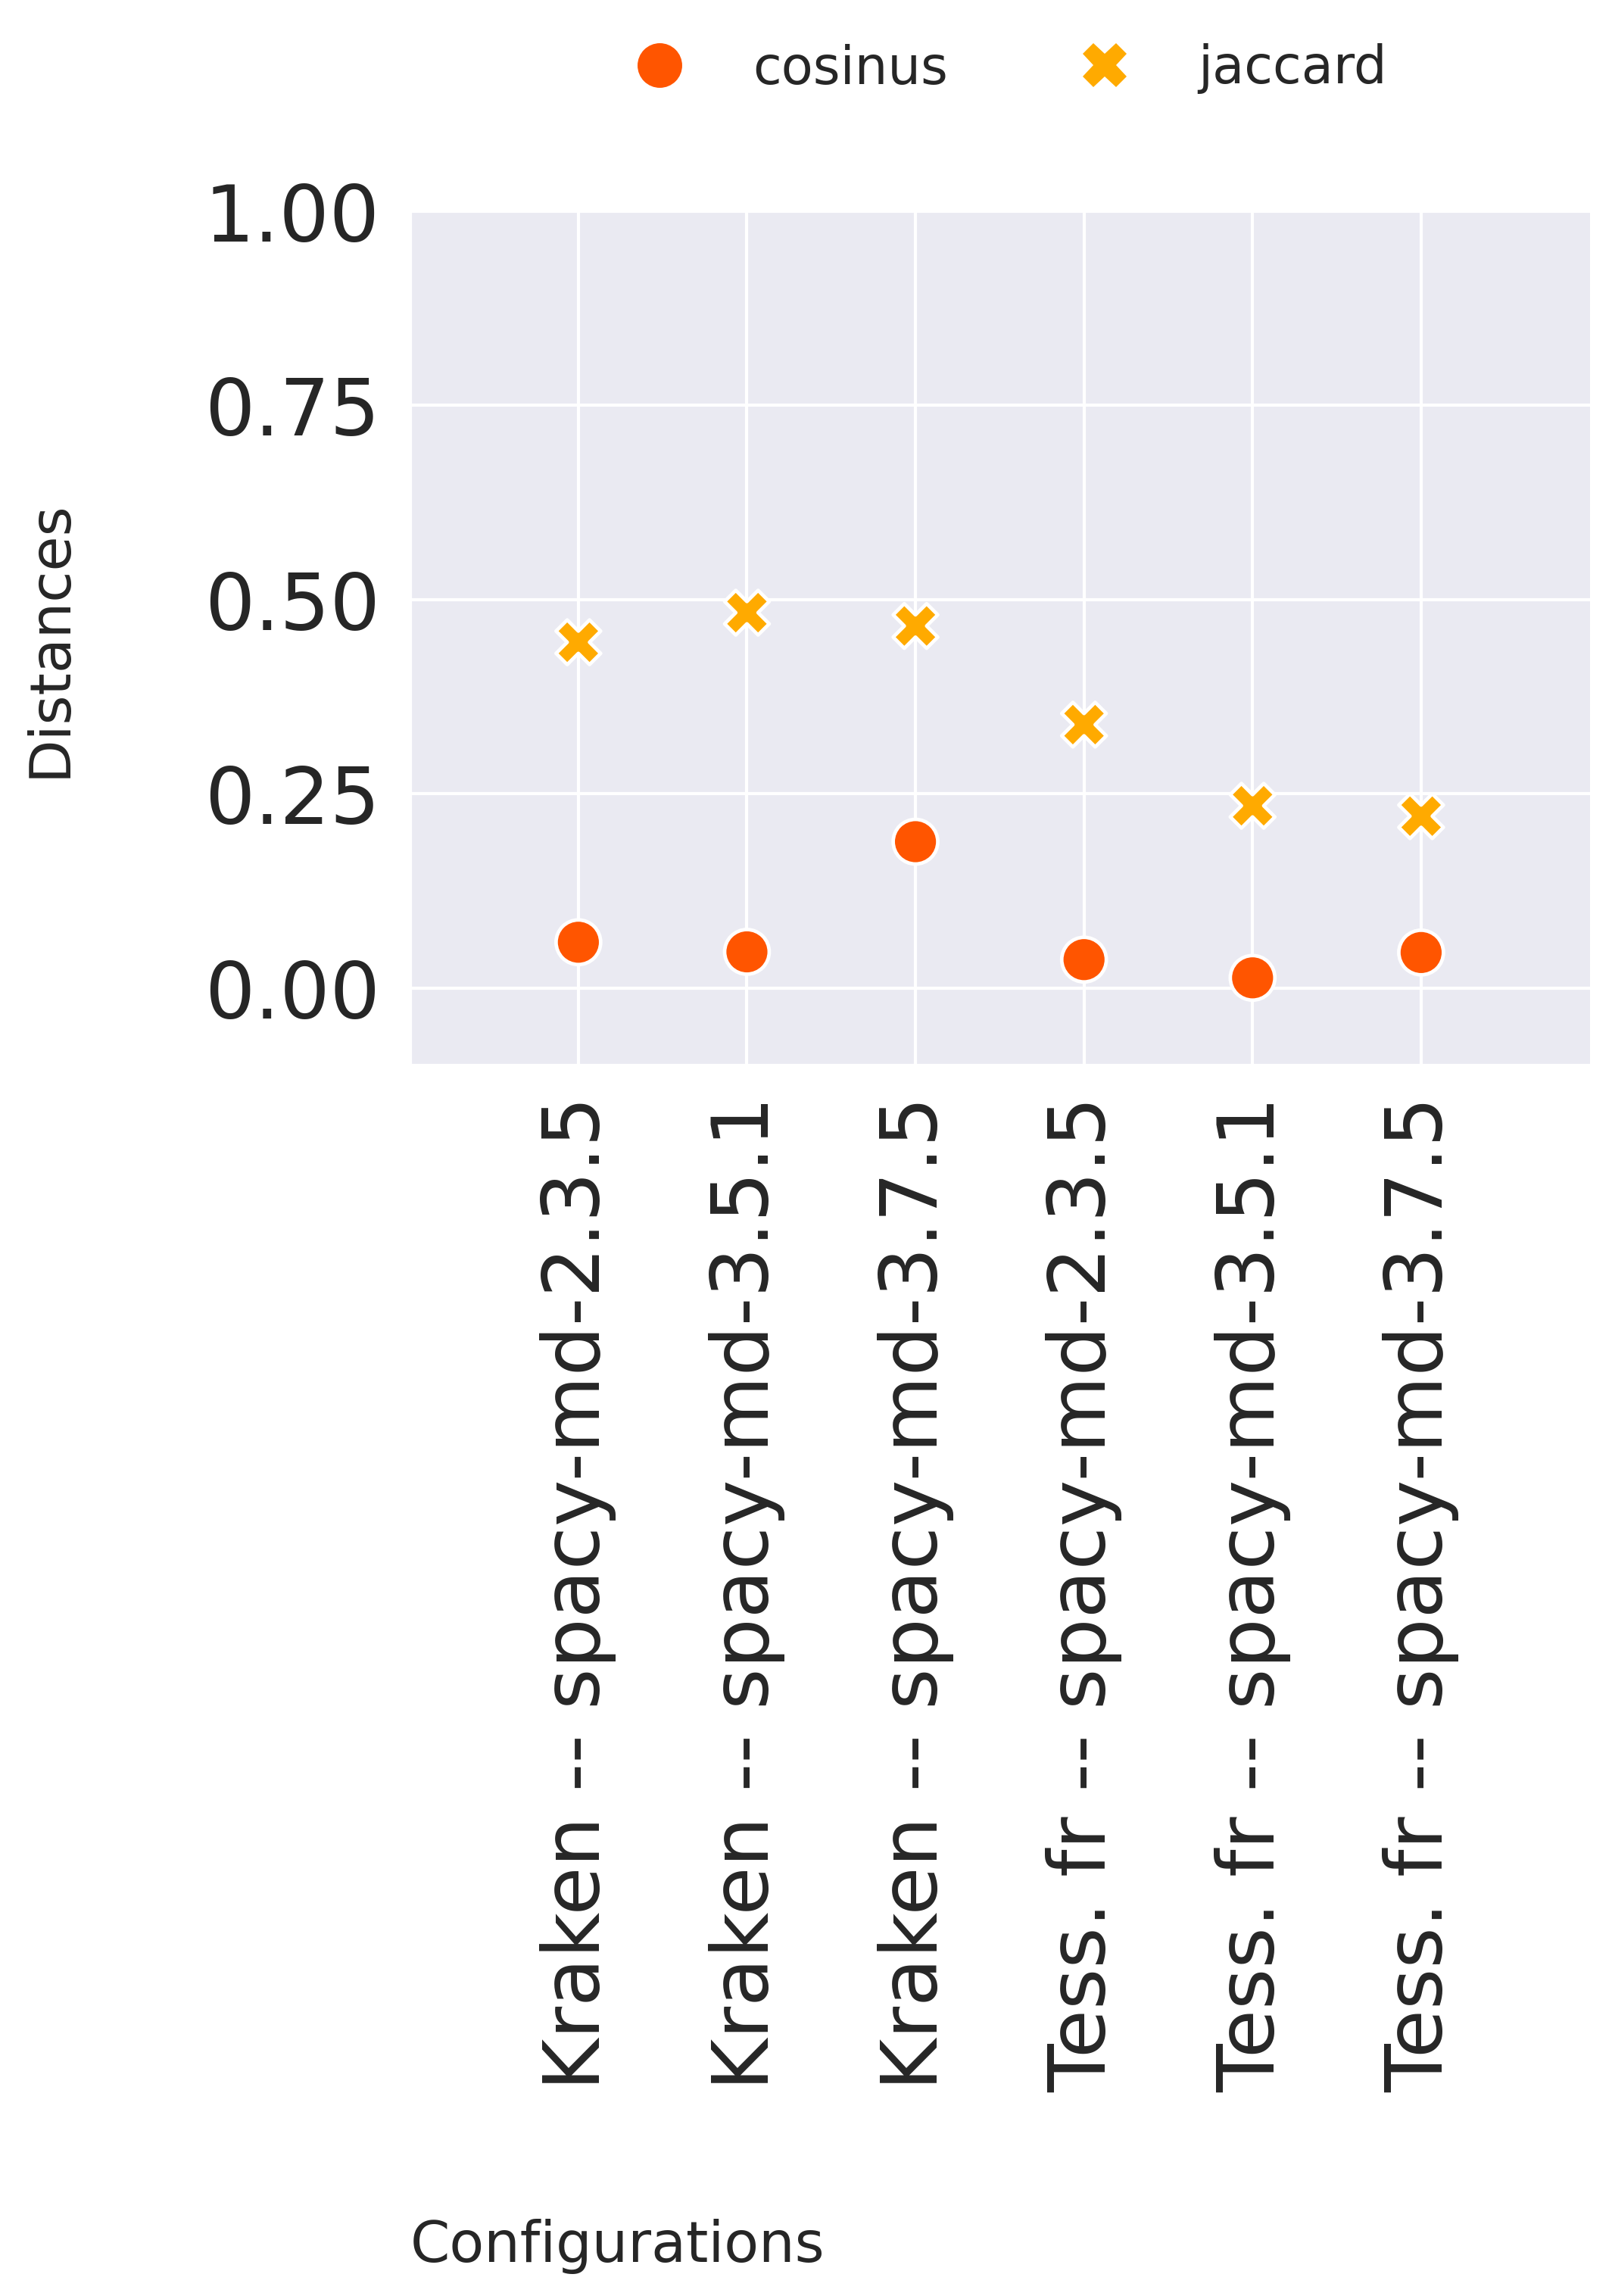 cosinus jaccard
1.00
0.75
0.50
0.25
0.00
Distances
Kraken -- spacy-md-2.3.5
Kraken -- spacy-md-3.5.1
Kraken -- spacy-md-3.7.5
Tess. fr -- spacy-md-2.3.5
Tess. fr -- spacy-md-3.5.1
Tess. fr -- spacy-md-3.7.5
Configurations